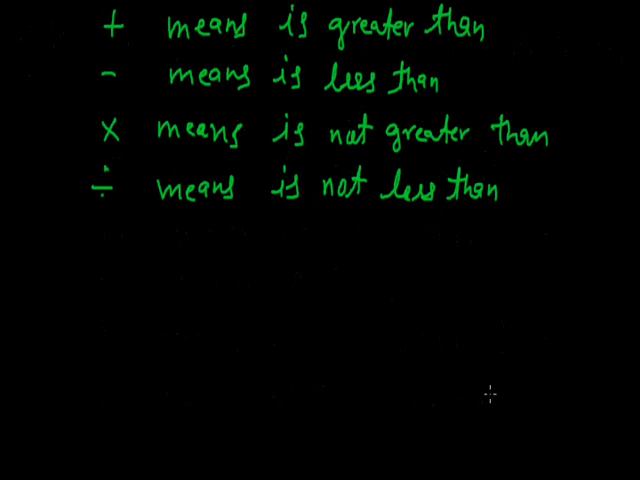 + means is greater than
- means is less than
× means is not greater than
÷ means is not less than